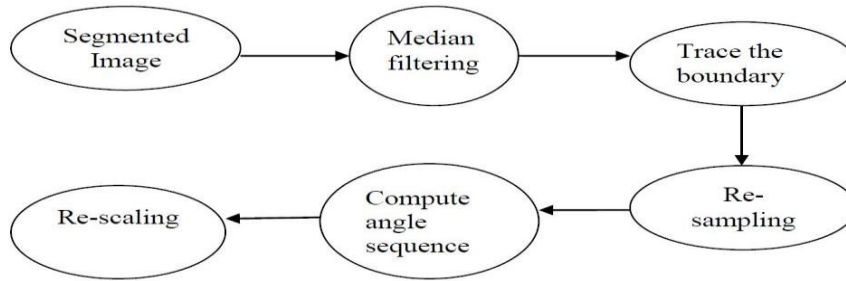 Segmented
Image
Median
filtering
Trace the
boundary
Re-
sampling
Compute
angle
sequence
Re-scaling